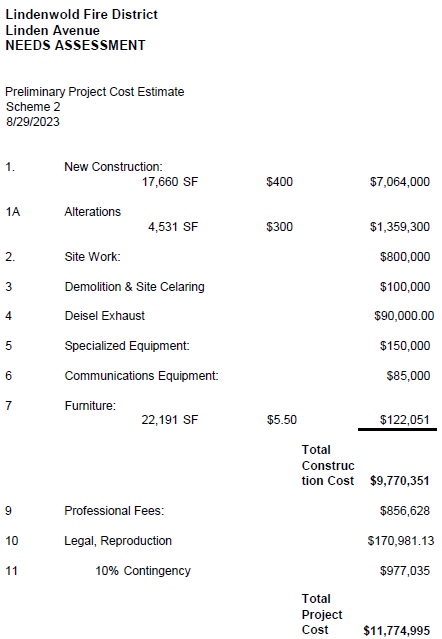 Lindenwold Fire District
Linden Avenue
NEEDS ASSESSMENT
Preliminary Project Cost Estimate
Scheme 2
8/29/2023
1. New Construction:
17,660 SF $400 $7,064,000
1A Alterations
4,531 SF $300 $1,359,300
2. Site Work: $800,000
3 Demolition & Site Celaring $100,000
4 Deisel Exhaust $90,000.00
5 Specialized Equipment: $150,000
6 Communications Equipment: $85,000
7 Furniture:
22,191 SF $5.50 $122,051
Total
Construc
tion Cost $9,770,351
9 Professional Fees: $856,628
10 Legal, Reproduction $170,981.13
11 10% Contingency $977,035
Total
Project
Cost $11,774,995